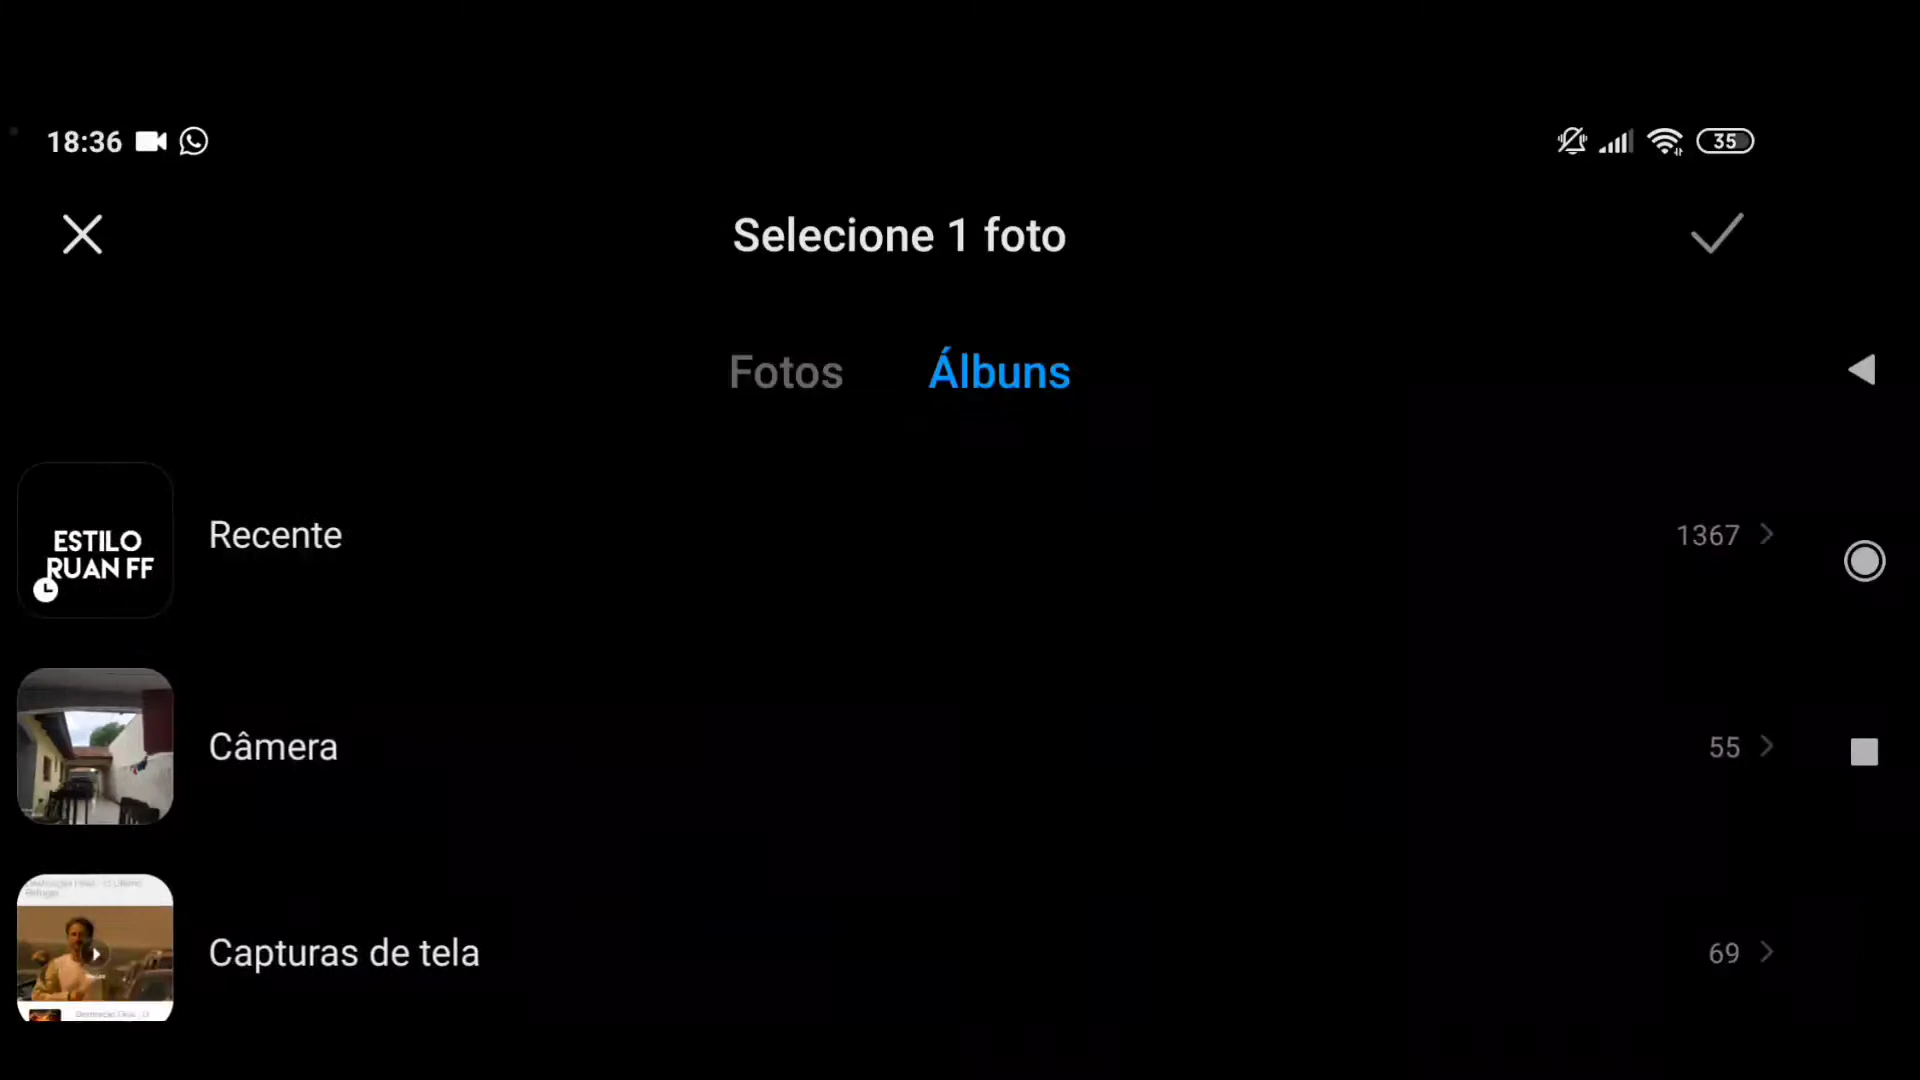 18:36
35
Selecione 1 foto
Fotos
Álbuns
ESTILO
RUAN FF
Recente
1367
Câmera
55
Capturas de tela
69